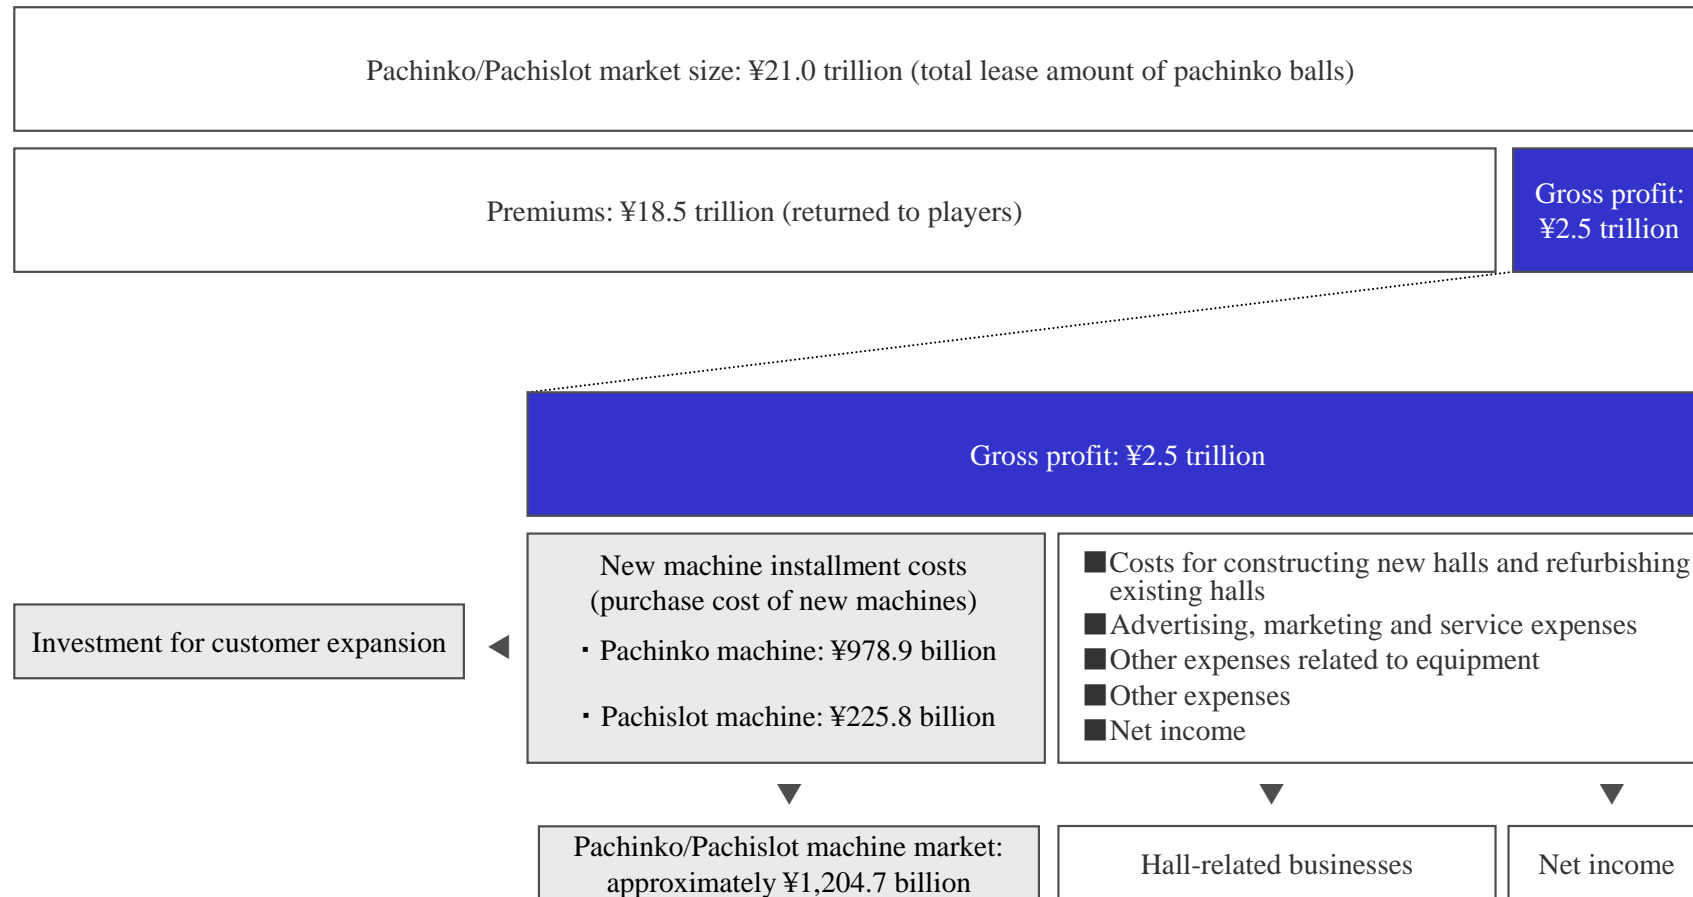 Pachinko/Pachislot market size: ¥21.0 trillion (total lease amount of pachinko balls)
Premiums: ¥18.5 trillion (returned to players)
Gross profit:
¥2.5 trillion
Gross profit: ¥2.5 trillion
Investment for customer expansion
New machine installment costs
(purchase cost of new machines)
・Pachinko machine: ¥978.9 billion
・Pachislot machine: ¥225.8 billion
■Costs for constructing new halls and refurbishing
existing halls
■Advertising, marketing and service expenses
■Other expenses related to equipment
■Other expenses
■Net income
Pachinko/Pachislot machine market:
approximately ¥1,204.7 billion
Hall-related businesses
Net income